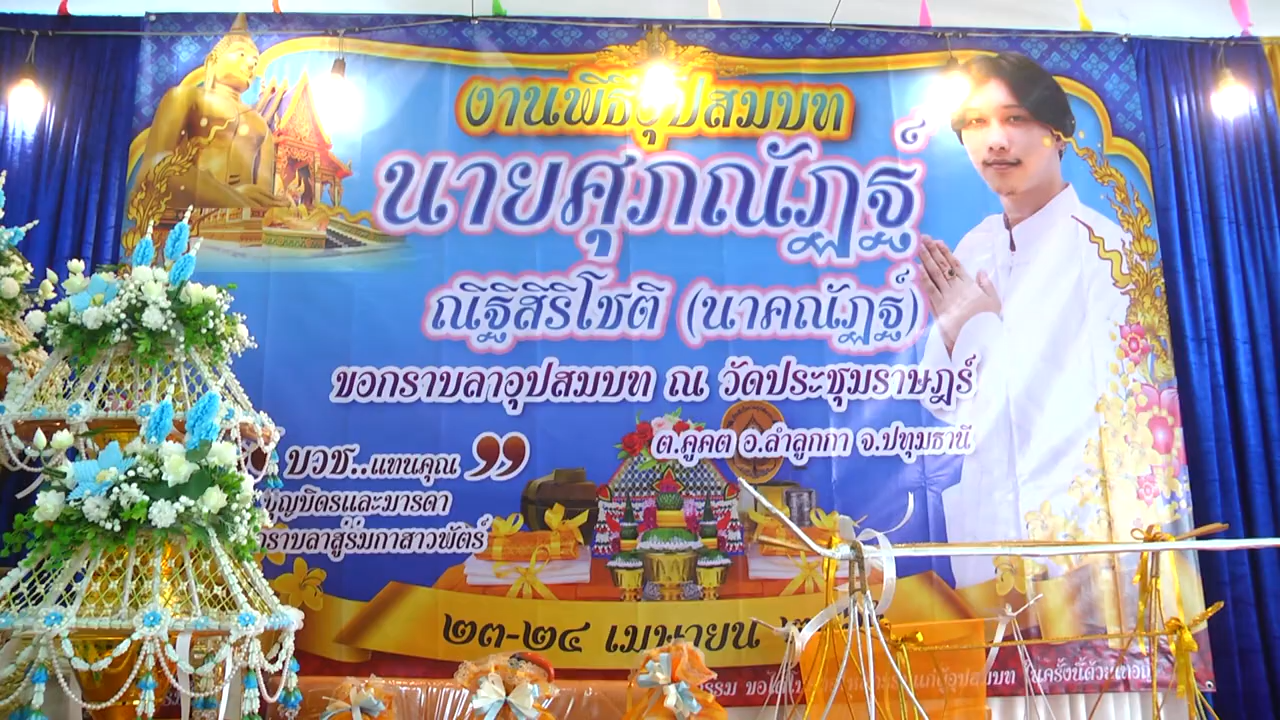 งานพิธีอุปสมบท
นายศุภณัฏฐ์
ณิฐิสิริโชติ (นาคณัฏฐ์)
ขอกราบลาอุปสมบท ณ วัดประชุมราษฎร์
ต.คูคต อ.ลำลูกกา จ.ปทุมธานี
บวช..แทนคุณ ”
บิดรและมารดา
กราบลาสู่ร่มกาสาวพัตร์
๒๓-๒๔ เมษายน